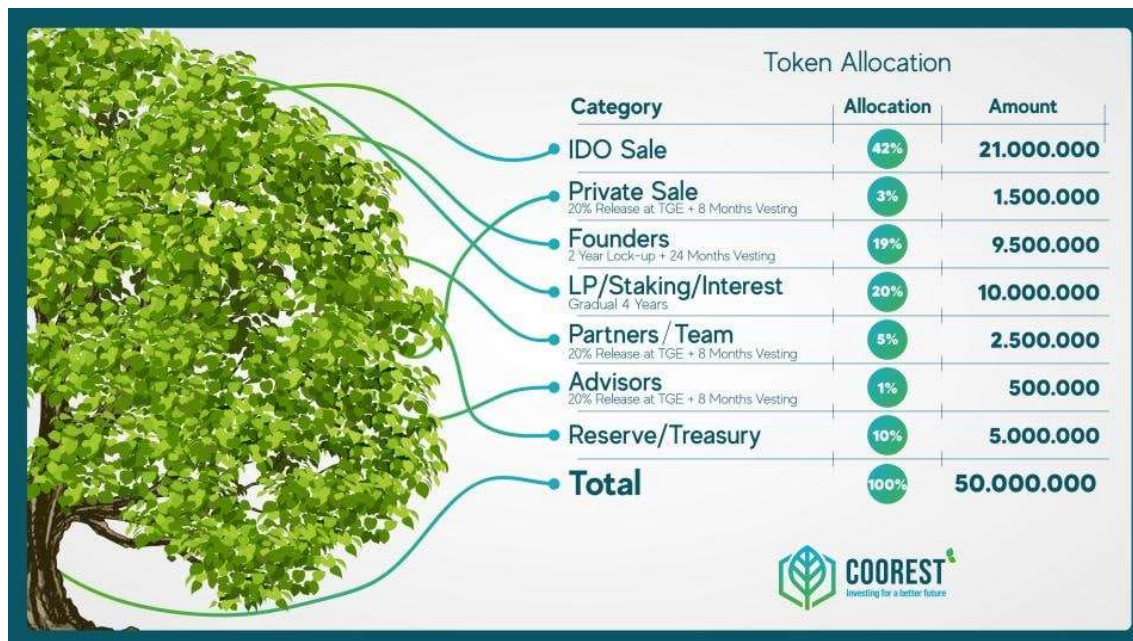 Token Allocation
Category Allocation Amount
IDO Sale 42% 21.000.000
Private Sale 3% 1.500.000
20% Release at TGE + 8 Months Vesting
Founders 19% 9.500.000
2 Year Lock-up + 24 Months Vesting
LP/Staking/Interest 20% 10.000.000
Gradual 4 Years
Partners/Team 5% 2.500.000
20% Release at TGE + 8 Months Vesting
Advisors 1% 500.000
20% Release at TGE + 8 Months Vesting
Reserve/Treasury 10% 5.000.000
Total 100% 50.000.000
COOREST
Investing for a better future